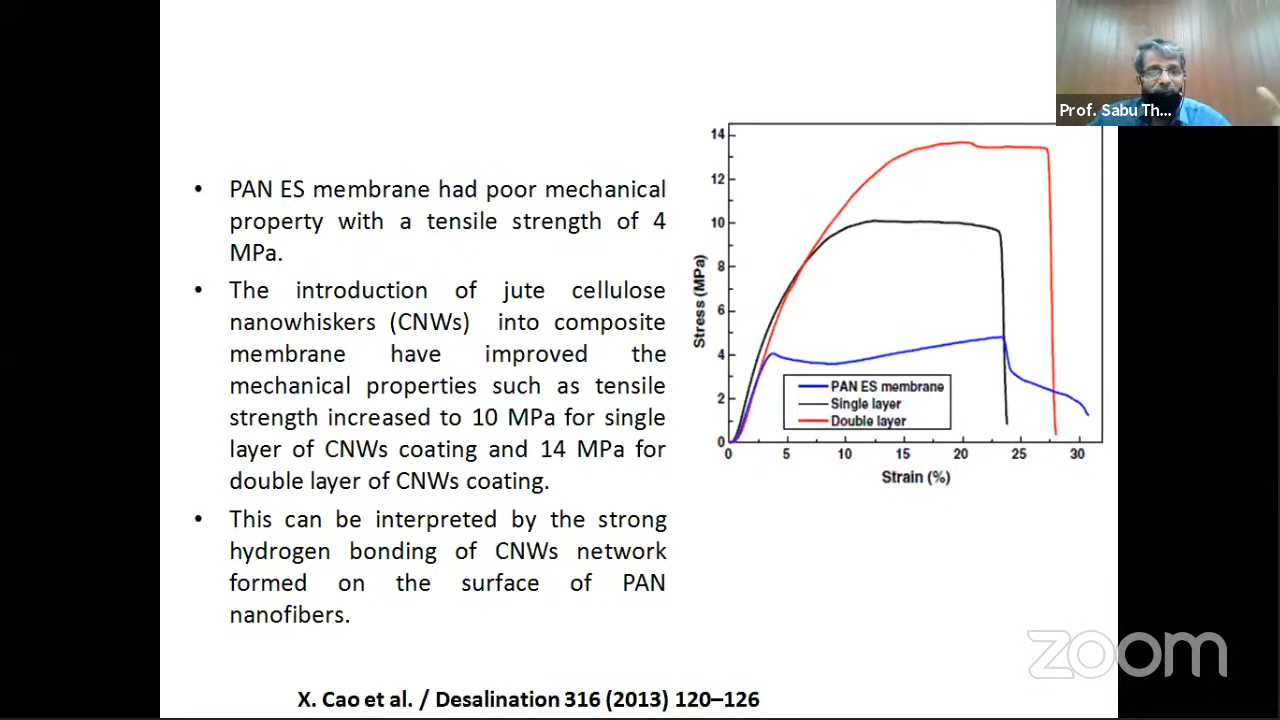 Prof. Sabu Th...
• PAN ES membrane had poor mechanical
property with a tensile strength of 4
MPa.
• The introduction of jute cellulose
nanowhiskers (CNWs) into composite
membrane have improved the
mechanical properties such as tensile
strength increased to 10 MPa for single
layer of CNWs coating and 14 MPa for
double layer of CNWs coating.
• This can be interpreted by the strong
hydrogen bonding of CNWs network
formed on the surface of PAN
nanofibers.
14
12
10
8
6
4
2
0
Stress (MPa)
PAN ES membrane
Single layer
Double layer
0 5 10 15 20 25 30
Strain (%)
zoom
X. Cao et al. / Desalination 316 (2013) 120–126